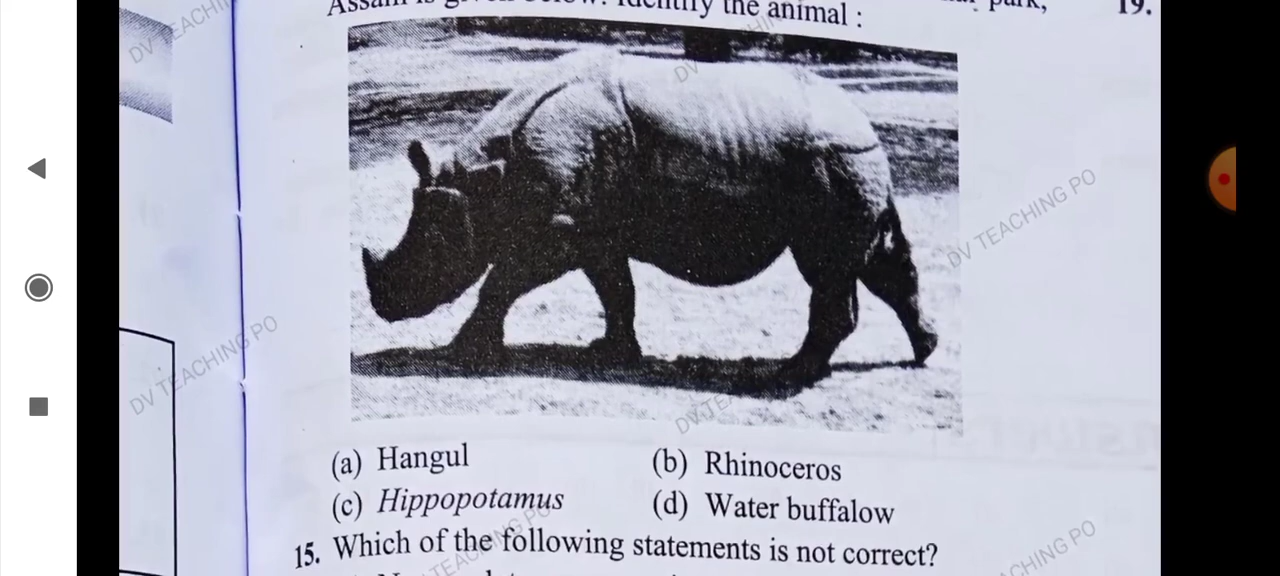 the animal :
19.
DV TEACHING PO
DV TEACHING PO
(a) Hangul
(b) Rhinoceros
(c) Hippopotamus
(d) Water buffalow
15. Which of the following statements is not correct?